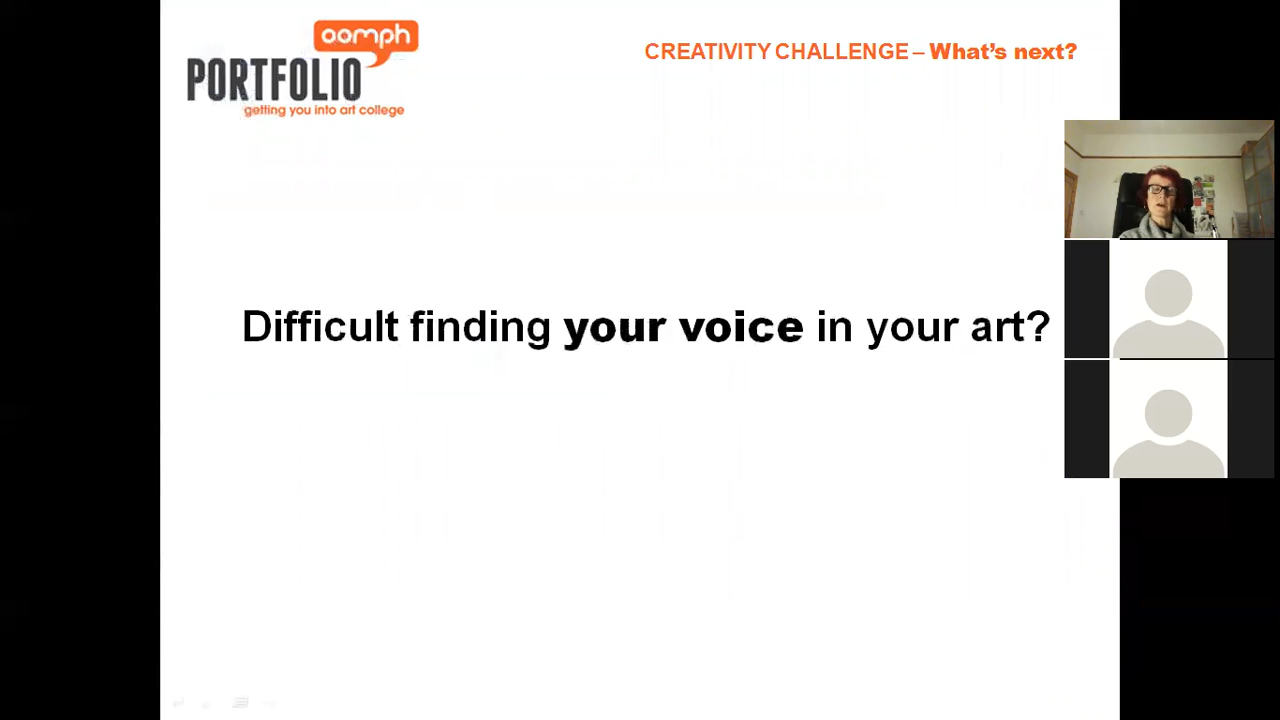 oomph
PORTFOLIO
getting you into art college
CREATIVITY CHALLENGE – What's next?
Difficult finding your voice in your art?